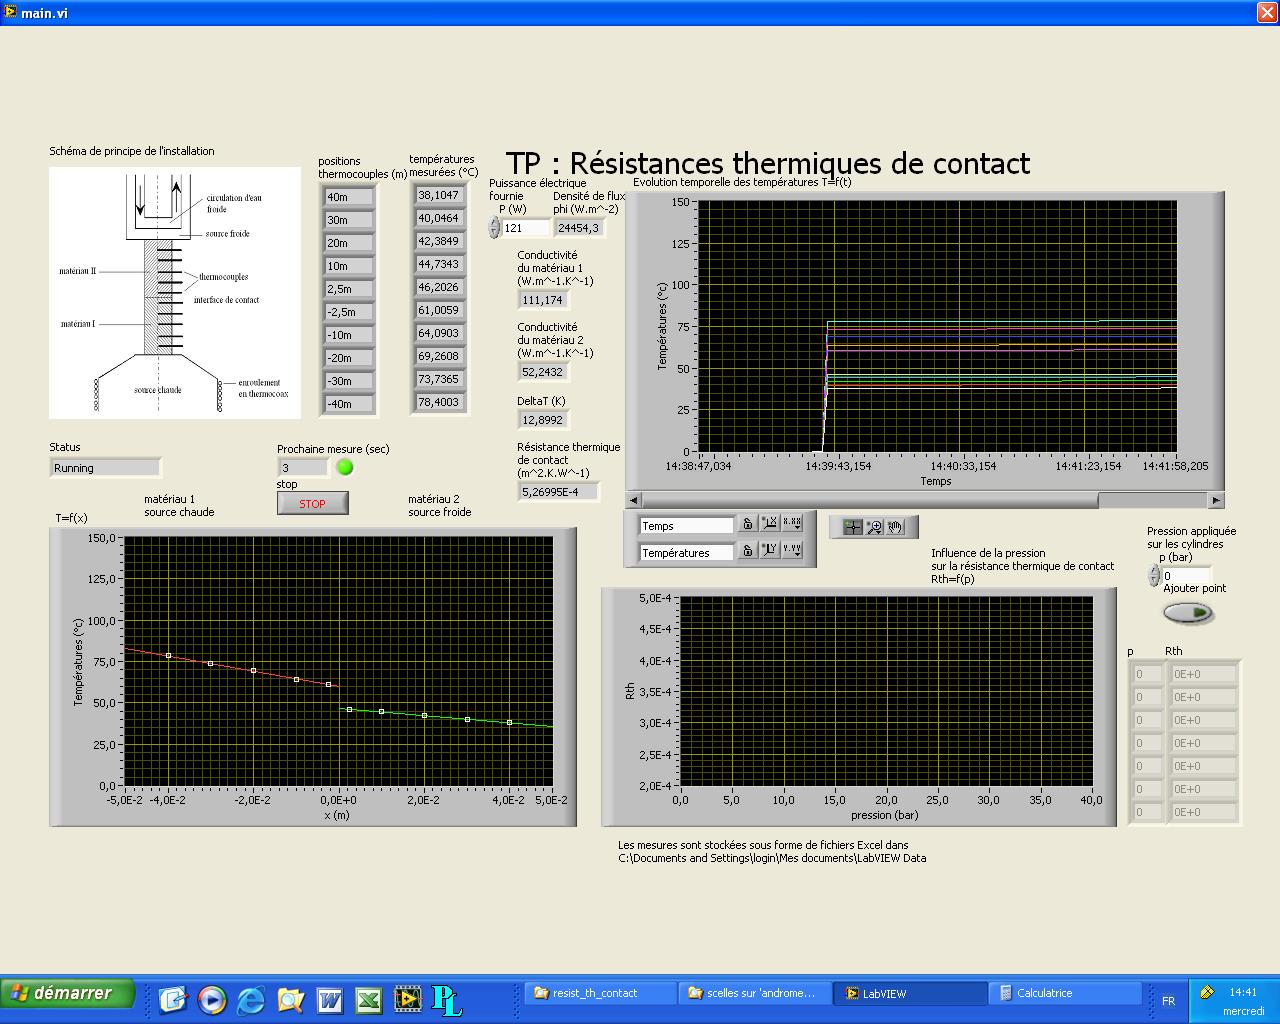 main.vi
TP : Résistances thermiques de contact
Schéma de principe de l'installation
circulation d'eau
froide
source froide
matériau II
thermocouples
interface de contact
matériau I
source chaude
enroulement
en thermocoax
positions
thermocouples (m)
40m
30m
20m
10m
2,5m
-2,5m
-10m
-20m
-30m
-40m
températures
mesurées (°C)
38,1047
40,0464
42,3849
44,7343
46,2026
61,0059
64,0903
69,2608
73,7365
78,4003
Puissance électrique
fournie
P (W)
121
Densité de flux
phi (W.m^-2)
24454,3
Conductivité
du matériau 1
(W.m^-1.K^-1)
111,174
Conductivité
du matériau 2
(W.m^-1.K^-1)
52,2432
DeltaT (K)
12,8992
Résistance thermique
de contact
(m^2.K.W^-1)
5,26995E-4
Evolution temporelle des températures T=f(t)
Températures (°c)
150
125
100
75
50
25
0
14:38:47,034
14:39:43,154
14:40:33,154
14:41:23,154
14:41:58,205
Temps
Temps
X.XX
Températures
Y.YY
Status
Running
Prochaine mesure (sec)
3
stop
STOP
matériau 1
source chaude
matériau 2
source froide
T=f(x)
Températures (°c)
150,0
125,0
100,0
75,0
50,0
25,0
0,0
-5,0E-2
-4,0E-2
-2,0E-2
0,0E+0
2,0E-2
4,0E-2
5,0E-2
x (m)
Influence de la pression
sur la résistance thermique de contact
Rth=f(p)
Rth
5,0E-4
4,5E-4
4,0E-4
3,5E-4
3,0E-4
2,5E-4
2,0E-4
0,0
5,0
10,0
15,0
20,0
25,0
30,0
35,0
40,0
pression (bar)
Pression appliquée
sur les cylindres
p (bar)
0
Ajouter point
p Rth
0 0E+0
0 0E+0
0 0E+0
0 0E+0
0 0E+0
0 0E+0
0 0E+0
Les mesures sont stockées sous forme de fichiers Excel dans
C:\Documents and Settings\login\Mes documents\LabVIEW Data
démarrer
resist_th_contact
scelles sur 'androme...
LabVIEW
Calculatrice
FR
14:41
mercredi